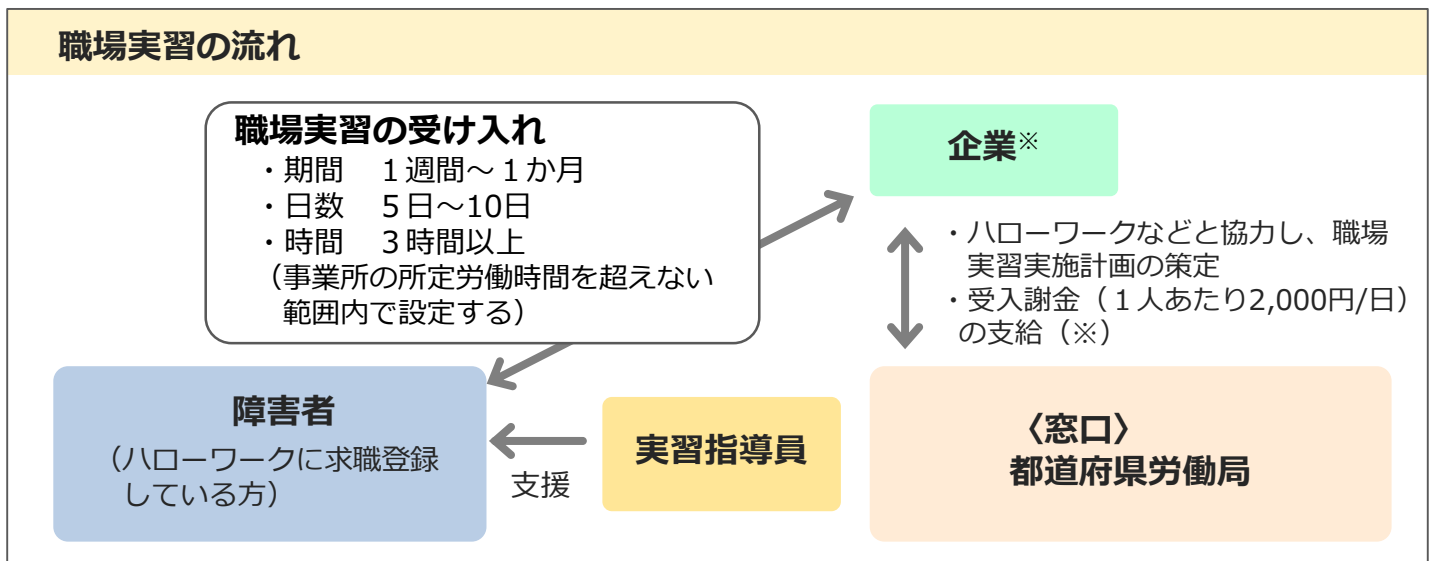 職場実習の流れ
職場実習の受け入れ
・期間　１週間～１か月
・日数　５日～10日
・時間　３時間以上
（事業所の所定労働時間を超えない
範囲内で設定する）
企業※
・ハローワークなどと協力し、職場
実習実施計画の策定
・受入謝金（１人あたり2,000円/日）
の支給（※）
障害者
（ハローワークに求職登録
している方）
支援
実習指導員
〈窓口〉
都道府県労働局